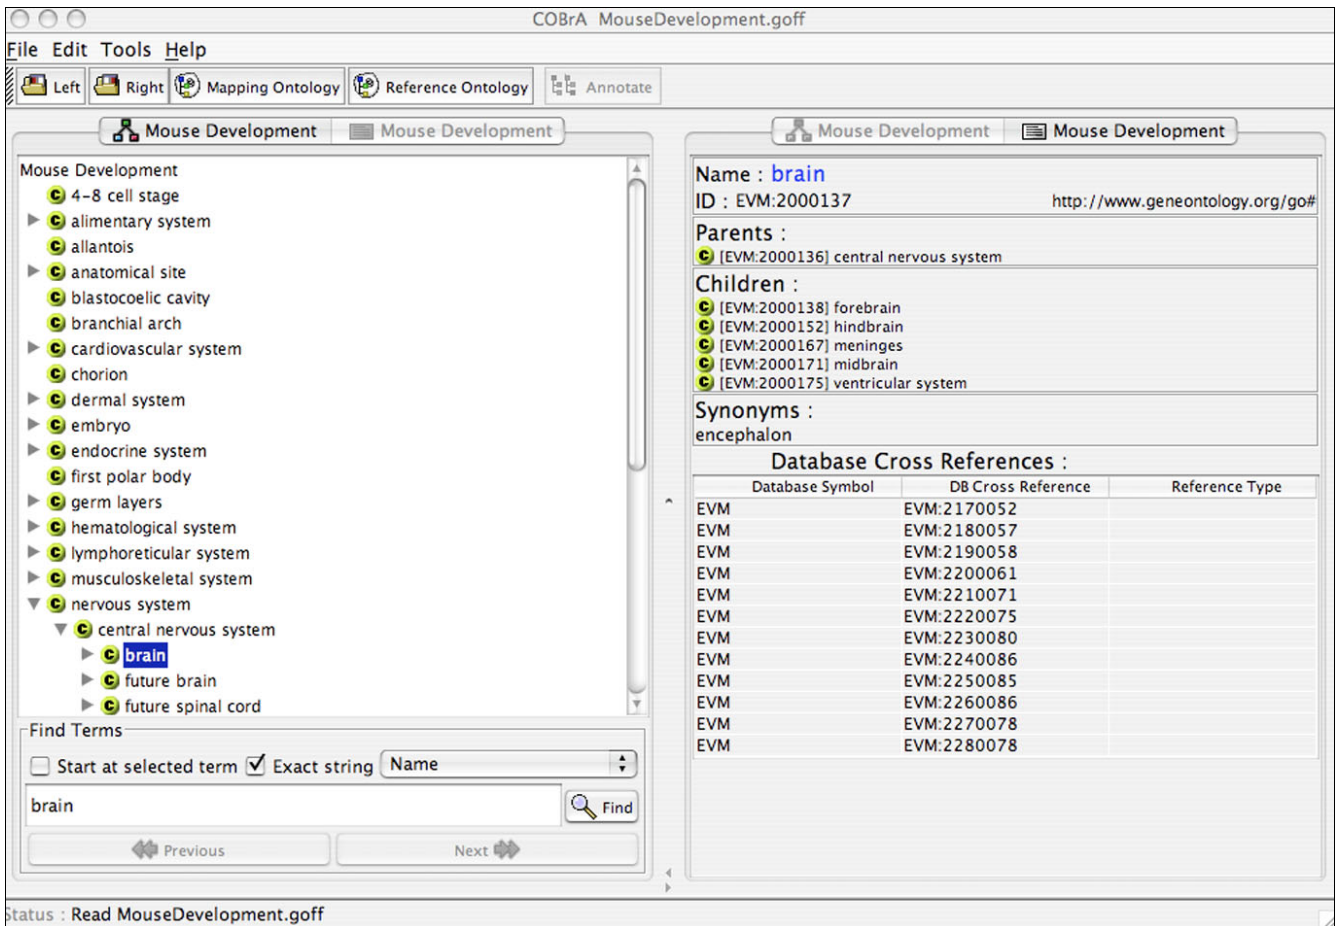 COBrA MouseDevelopment.goff
File Edit Tools Help
Left Right Mapping Ontology Reference Ontology Annotate
Mouse Development Mouse Development
Mouse Development
C 4-8 cell stage
C alimentary system
C allantois
C anatomical site
C blastocoelic cavity
C branchial arch
C cardiovascular system
C chorion
C dermal system
C embryo
C endocrine system
C first polar body
C germ layers
C hematological system
C lymphoreticular system
C musculoskeletal system
C nervous system
C central nervous system
C brain
C future brain
C future spinal cord
Find Terms
Start at selected term Exact string Name
brain Find
Previous Next
Mouse Development Mouse Development
Name : brain
ID : EVM:2000137 http://www.geneontology.org/go#
Parents :
C [EVM:2000136] central nervous system
Children :
C [EVM:2000138] forebrain
C [EVM:2000152] hindbrain
C [EVM:2000167] meninges
C [EVM:2000171] midbrain
C [EVM:2000175] ventricular system
Synonyms :
encephalon
Database Cross References :
Database Symbol DB Cross Reference Reference Type
EVM EVM:2170052
EVM EVM:2180057
EVM EVM:2190058
EVM EVM:2200061
EVM EVM:2210071
EVM EVM:2220075
EVM EVM:2230080
EVM EVM:2240086
EVM EVM:2250085
EVM EVM:2260086
EVM EVM:2270078
EVM EVM:2280078
Status : Read MouseDevelopment.goff